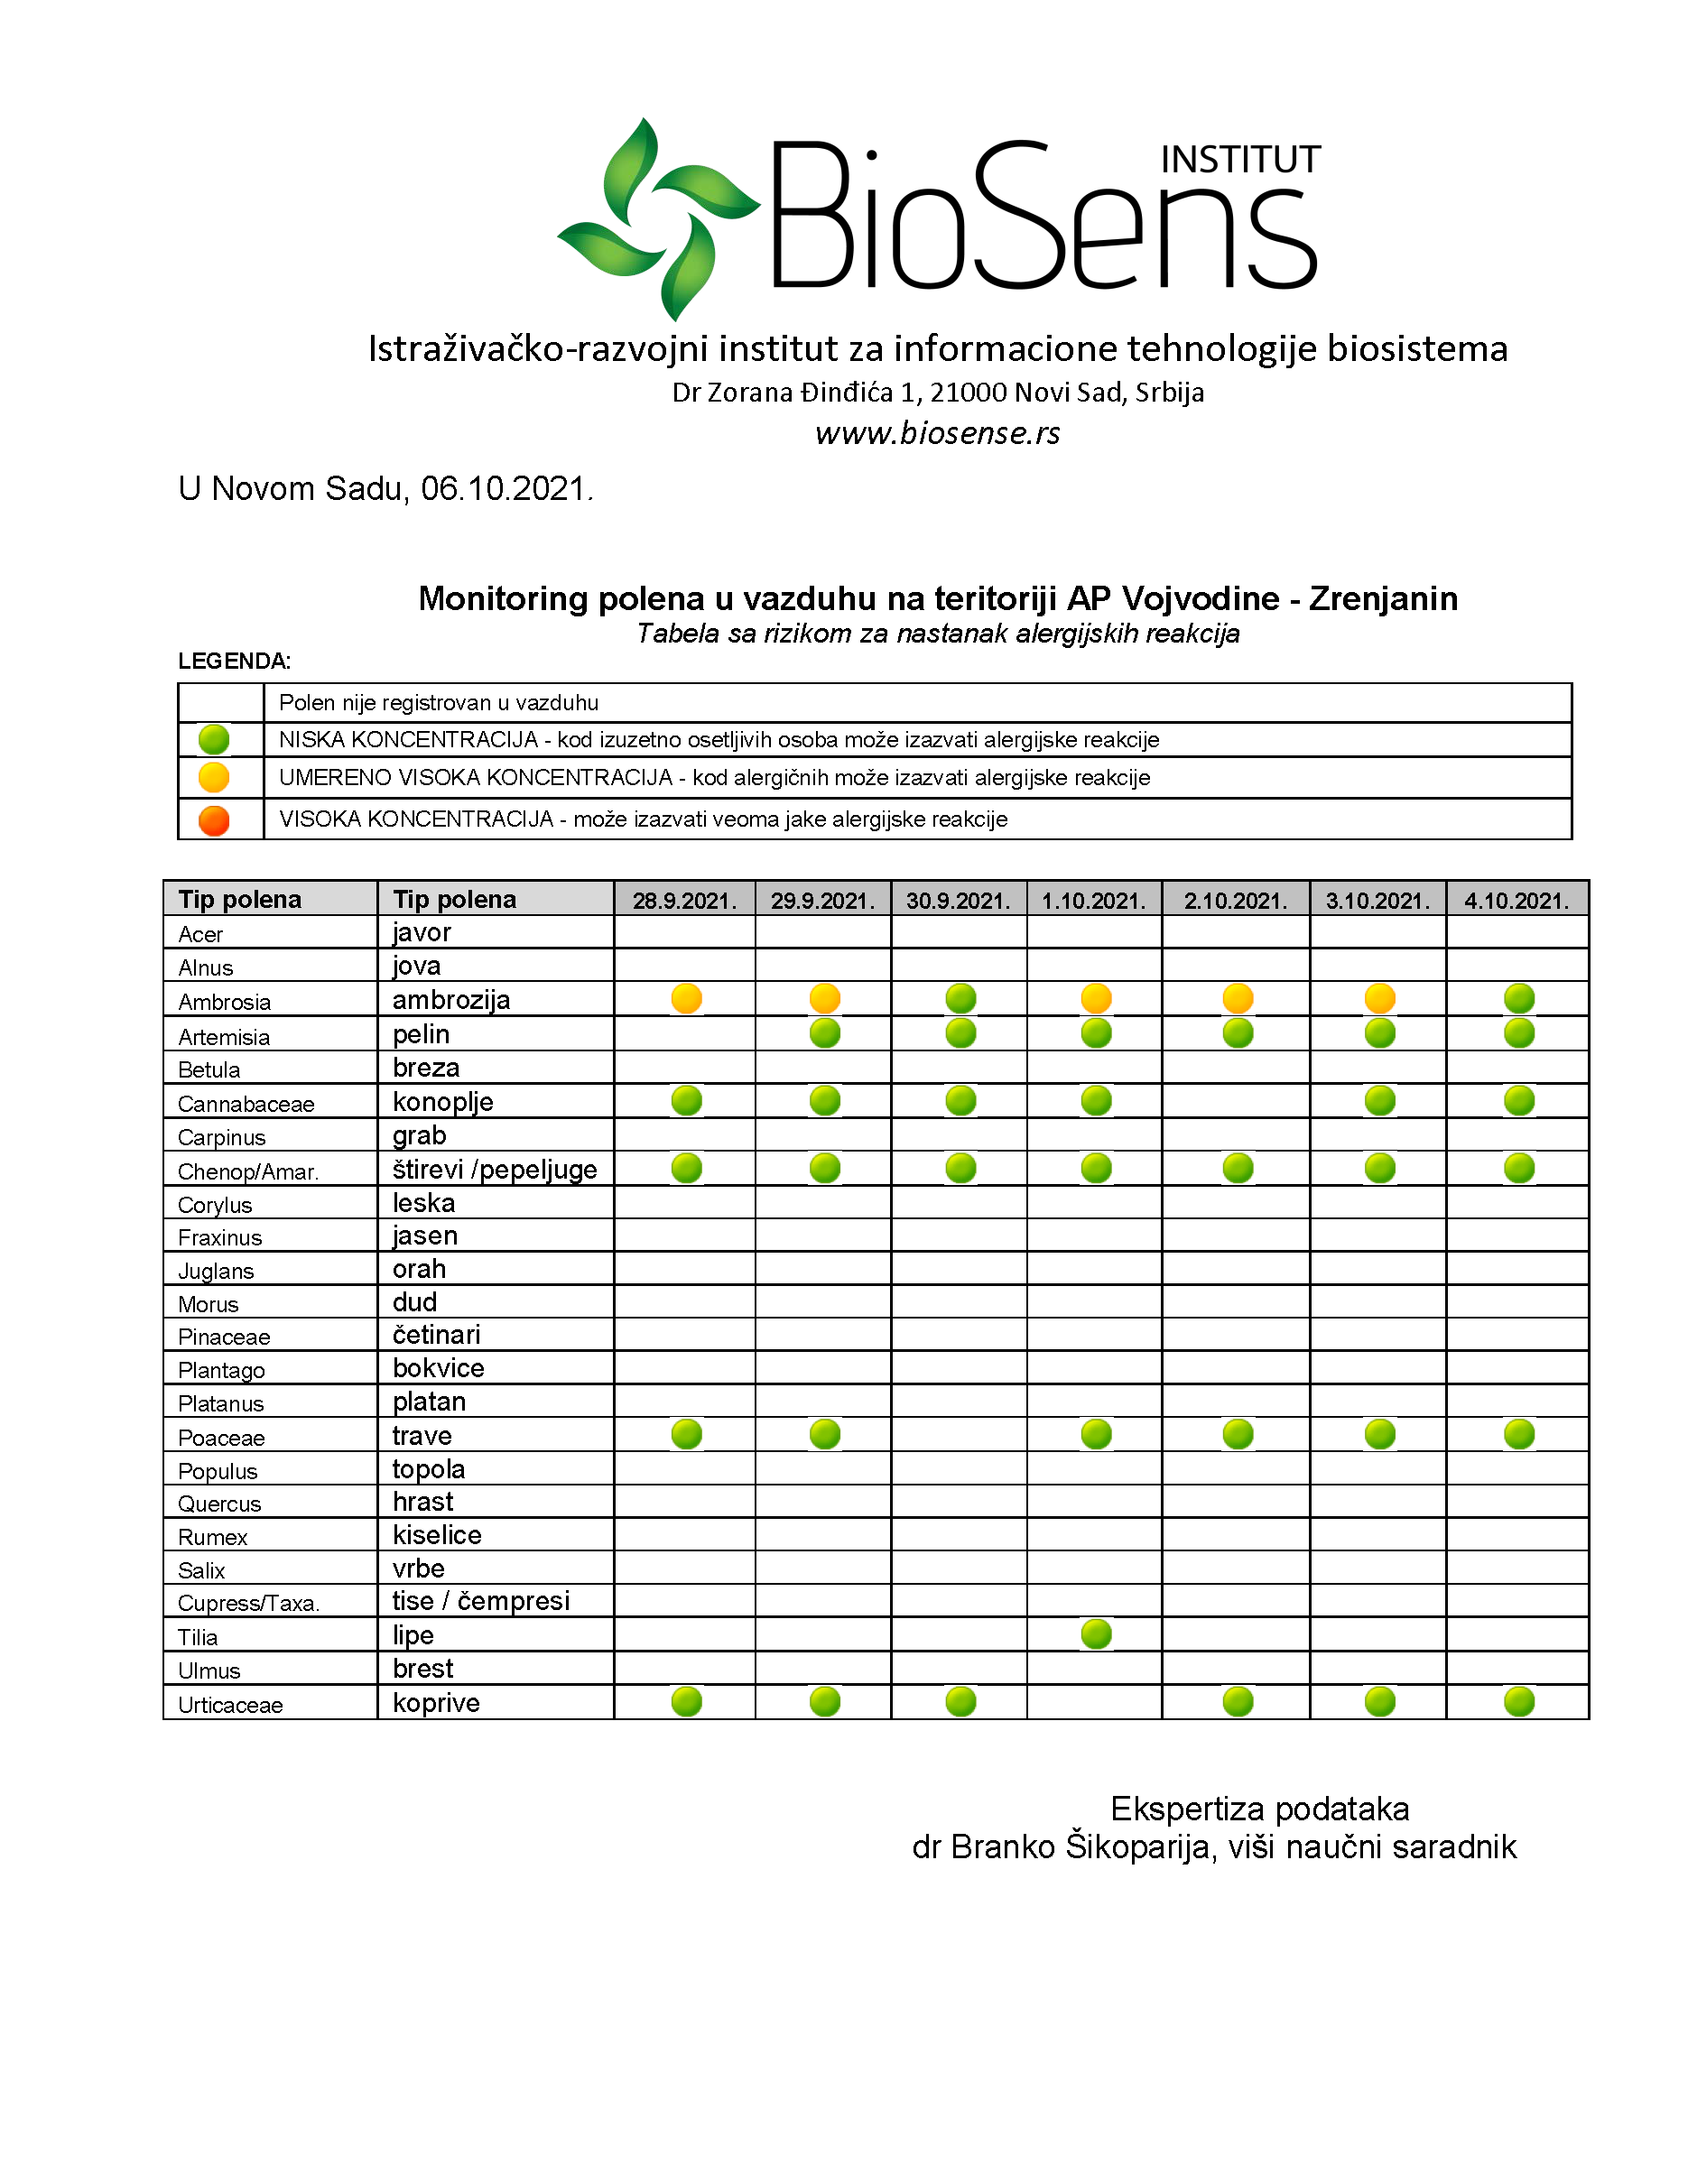 BioSens INSTITUT
Istraživačko-razvojni institut za informacione tehnologije biosistema
Dr Zorana Đinđića 1, 21000 Novi Sad, Srbija
www.biosense.rs
U Novom Sadu, 06.10.2021.
Monitoring polena u vazduhu na teritoriji AP Vojvodine - Zrenjanin
Tabela sa rizikom za nastanak alergijskih reakcija
LEGENDA:
Polen nije registrovan u vazduhu
NISKA KONCENTRACIJA - kod izuzetno osetljivih osoba može izazvati alergijske reakcije
UMERENO VISOKA KONCENTRACIJA - kod alergičnih može izazvati alergijske reakcije
VISOKA KONCENTRACIJA - može izazvati veoma jake alergijske reakcije
Tip polena Tip polena 28.9.2021. 29.9.2021. 30.9.2021. 1.10.2021. 2.10.2021. 3.10.2021. 4.10.2021.
Acer javor
Alnus jova
Ambrosia ambrozija
Artemisia pelin
Betula breza
Cannabaceae konoplje
Carpinus grab
Chenop/Amar. štirevi /pepeljuge
Corylus leska
Fraxinus jasen
Juglans orah
Morus dud
Pinaceae četinari
Plantago bokvice
Platanus platan
Poaceae trave
Populus topola
Quercus hrast
Rumex kiselice
Salix vrbe
Cupress/Taxa. tise / čempresi
Tilia lipe
Ulmus brest
Urticaceae koprive
Ekspertiza podataka
dr Branko Šikoparija, viši naučni saradnik